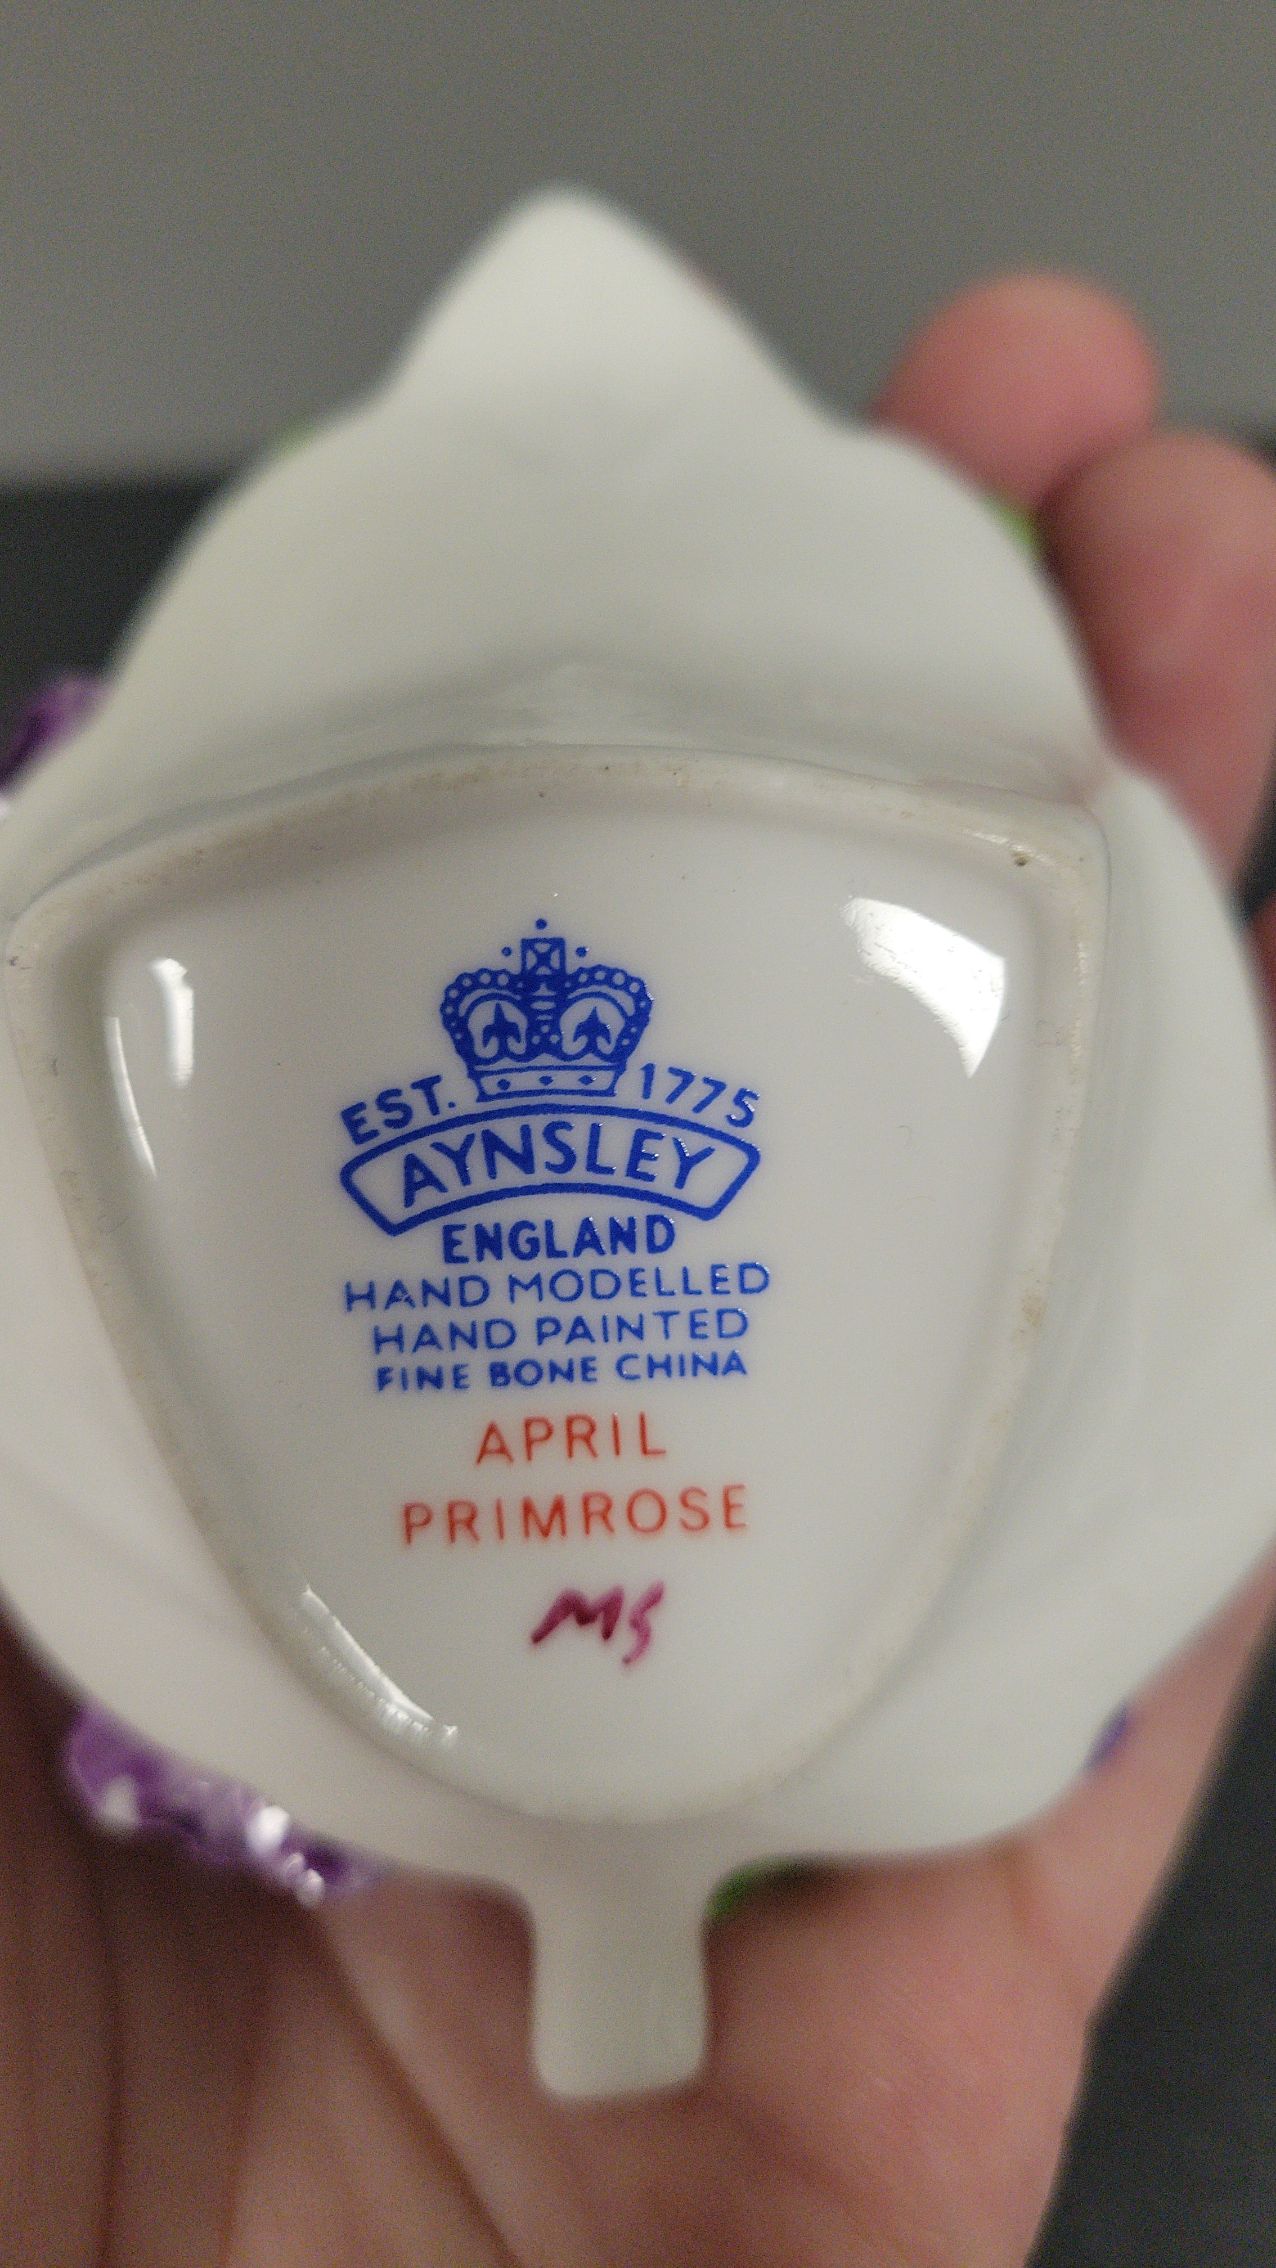 EST. 1775
AYNSLEY
ENGLAND
HAND MODELLED
HAND PAINTED
FINE BONE CHINA
APRIL
PRIMROSE
MS